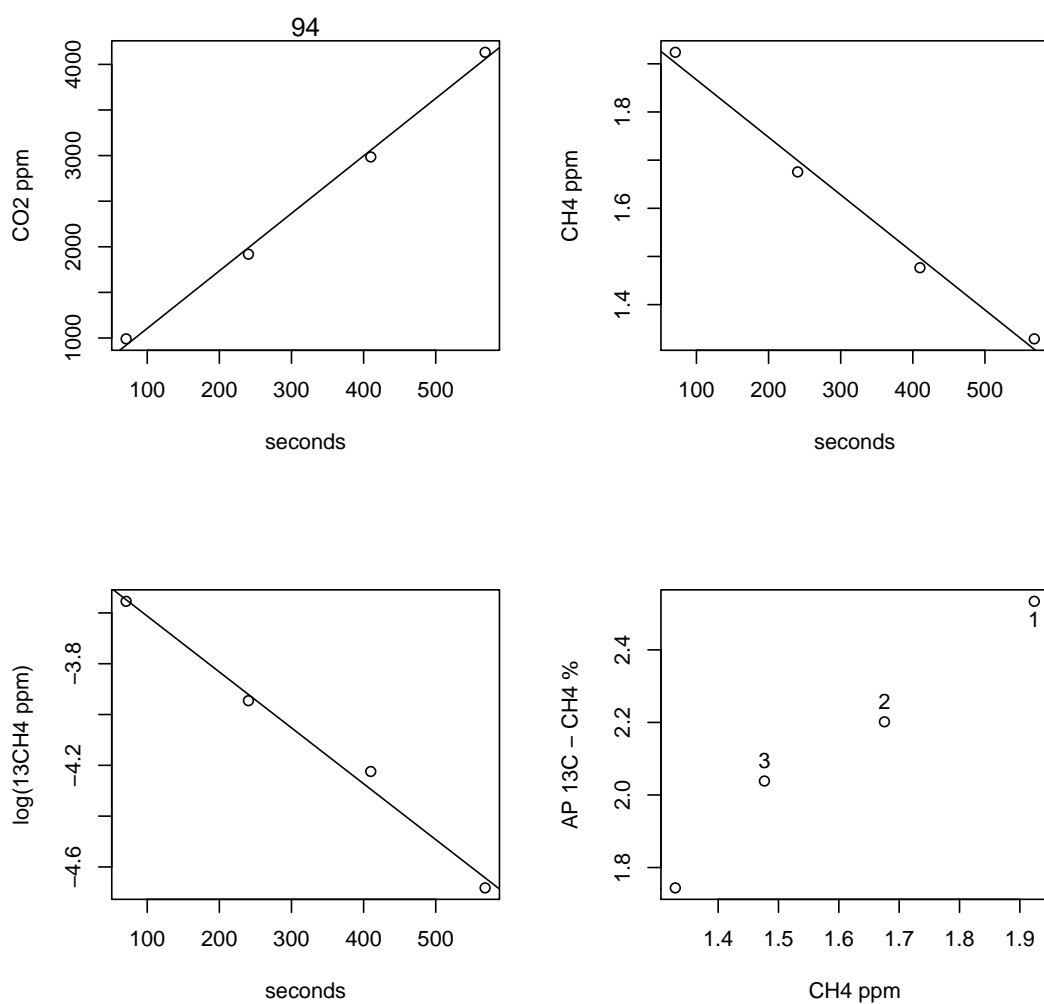 94
CO2 ppm
4000
3000
2000
1000
100 200 300 400 500
seconds
CH4 ppm
1.8
1.6
1.4
100 200 300 400 500
seconds
log(13CH4 ppm)
−3.8
−4.2
−4.6
100 200 300 400 500
seconds
AP 13C − CH4 %
2.4
2.2
2.0
1.8
1
2
3
1.4 1.5 1.6 1.7 1.8 1.9
CH4 ppm